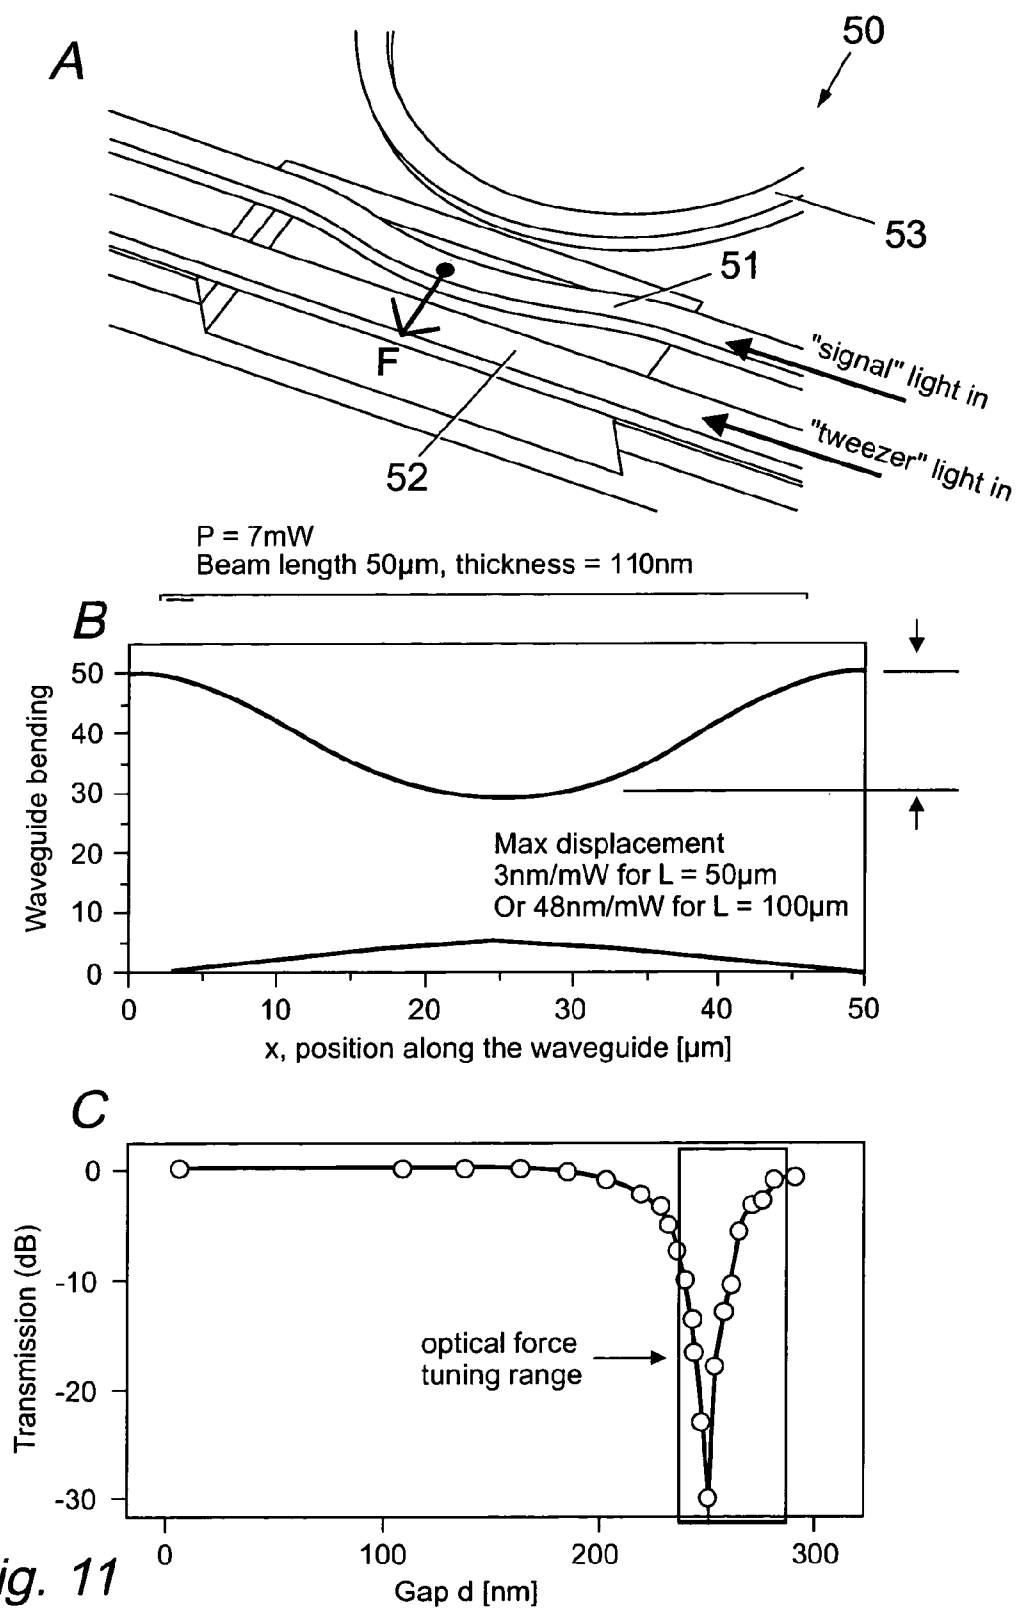 A
50
53
51
F
"signal" light in
"tweezer" light in
52
P = 7mW
Beam length 50µm, thickness = 110nm
B
Waveguide bending
50
40
30
20
10
0
Max displacement
3nm/mW for L = 50µm
Or 48nm/mW for L = 100µm
0 10 20 30 40 50
x, position along the waveguide [µm]
C
Transmission (dB)
0
-10
-20
-30
optical force
tuning range
0 100 200 300
Gap d [nm]
ig. 11